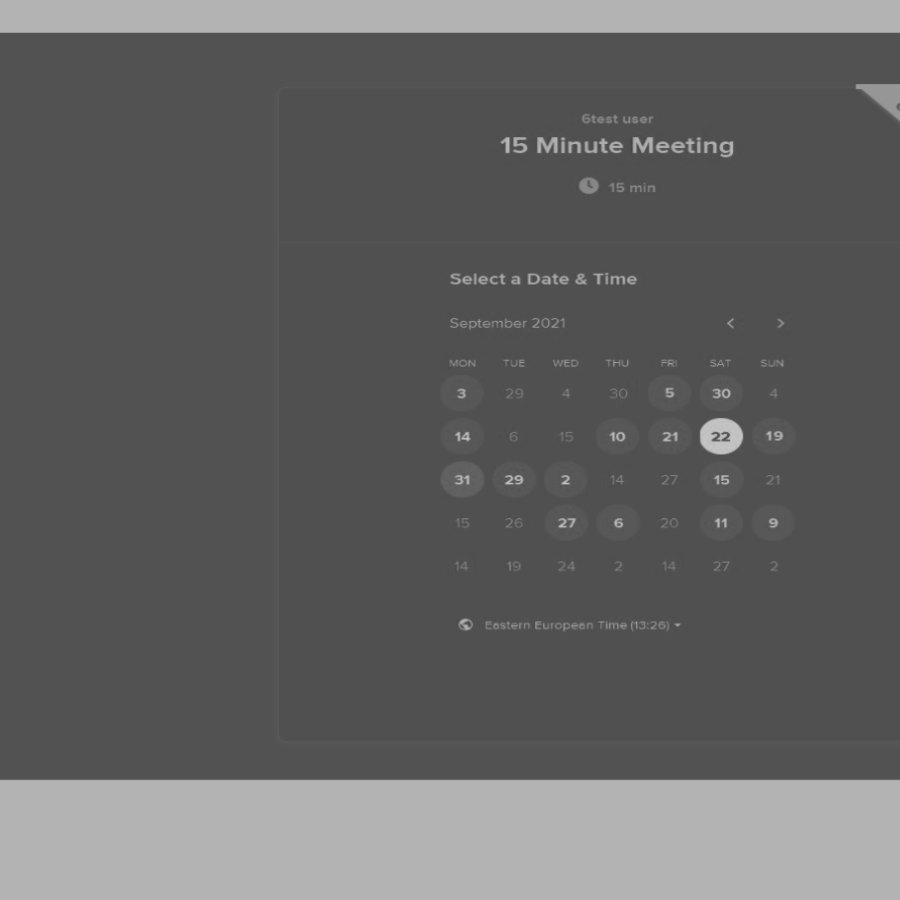 6test user
15 Minute Meeting
15 min
Select a Date & Time
September 2021 < >
MON TUE WED THU FRI SAT SUN
3 29 4 30 5 30 4
14 6 15 10 21 22 19
31 29 2 14 27 15 21
15 26 27 6 20 11 9
14 19 24 2 14 27 2
Eastern European Time (13:26)